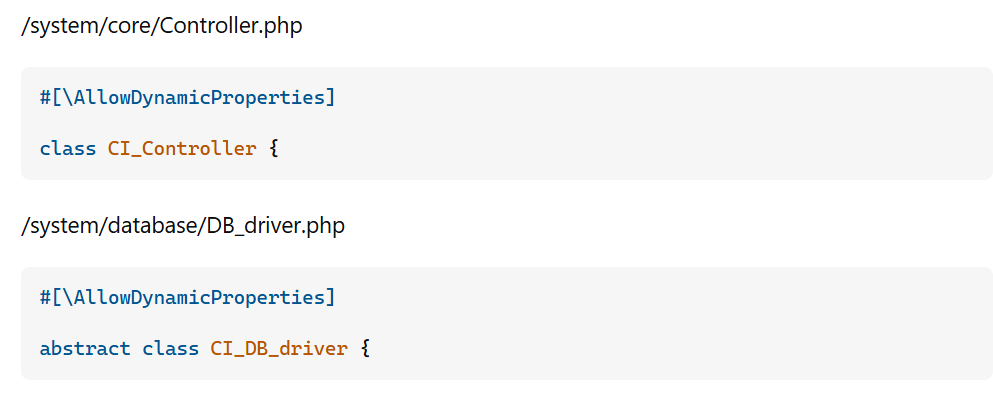 /system/core/Controller.php
#[\AllowDynamicProperties]
class CI_Controller {
/system/database/DB_driver.php
#[\AllowDynamicProperties]
abstract class CI_DB_driver {